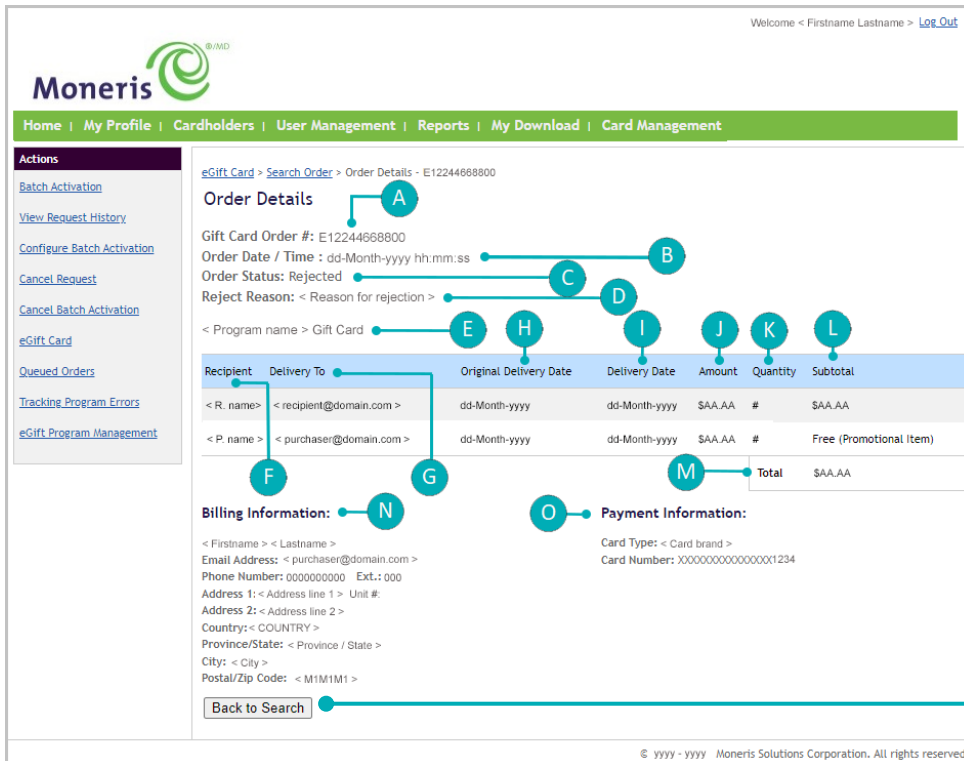 Welcome < Firstname Lastname > Log Out
®/MD
Moneris
Home | My Profile | Cardholders | User Management | Reports | My Download | Card Management
Actions
Batch Activation
View Request History
Configure Batch Activation
Cancel Request
Cancel Batch Activation
eGift Card
Queued Orders
Tracking Program Errors
eGift Program Management
eGift Card > Search Order > Order Details - E12244668800
Order Details
A
Gift Card Order #: E12244668800
Order Date / Time : dd-Month-yyyy hh:mm:ss
B
Order Status: Rejected
C
Reject Reason: < Reason for rejection >
D
< Program name > Gift Card
E
H
I
J
K
L
Recipient Delivery To Original Delivery Date Delivery Date Amount Quantity Subtotal
< R. name> < recipient@domain.com > dd-Month-yyyy dd-Month-yyyy $AA.AA # $AA.AA
< P. name > < purchaser@domain.com > dd-Month-yyyy dd-Month-yyyy $AA.AA # Free (Promotional Item)
F
G
M
Total $AA.AA
Billing Information:
N
< Firstname > < Lastname >
Email Address: < purchaser@domain.com >
Phone Number: 0000000000 Ext.: 000
Address 1: < Address line 1 > Unit #:
Address 2: < Address line 2 >
Country: < COUNTRY >
Province/State: < Province / State >
City: < City >
Postal/Zip Code: < M1M1M1 >
O
Payment Information:
Card Type: < Card brand >
Card Number: XXXXXXXXXXXXXXX1234
Back to Search
© yyyy - yyyy Moneris Solutions Corporation. All rights reserved